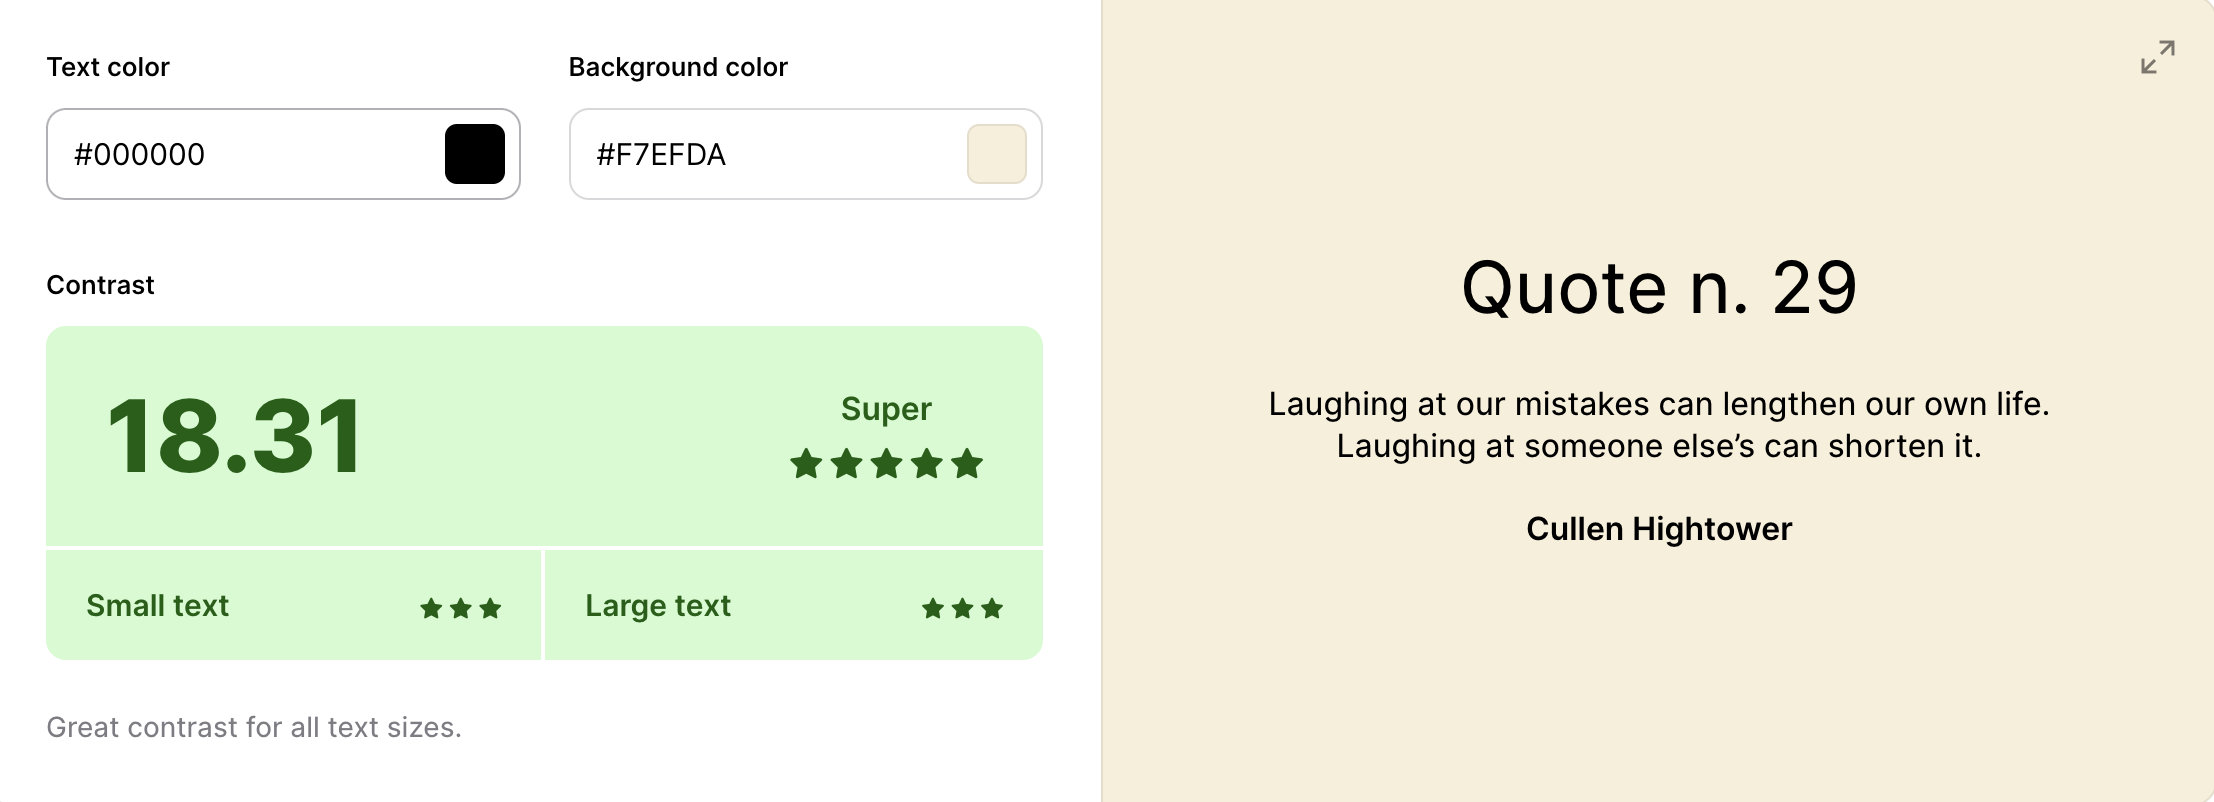 Text color
Background color
#000000
#F7EFDA
Contrast
18.31
Super
Small text
Large text
Great contrast for all text sizes.
Quote n. 29
Laughing at our mistakes can lengthen our own life.
Laughing at someone else’s can shorten it.
Cullen Hightower